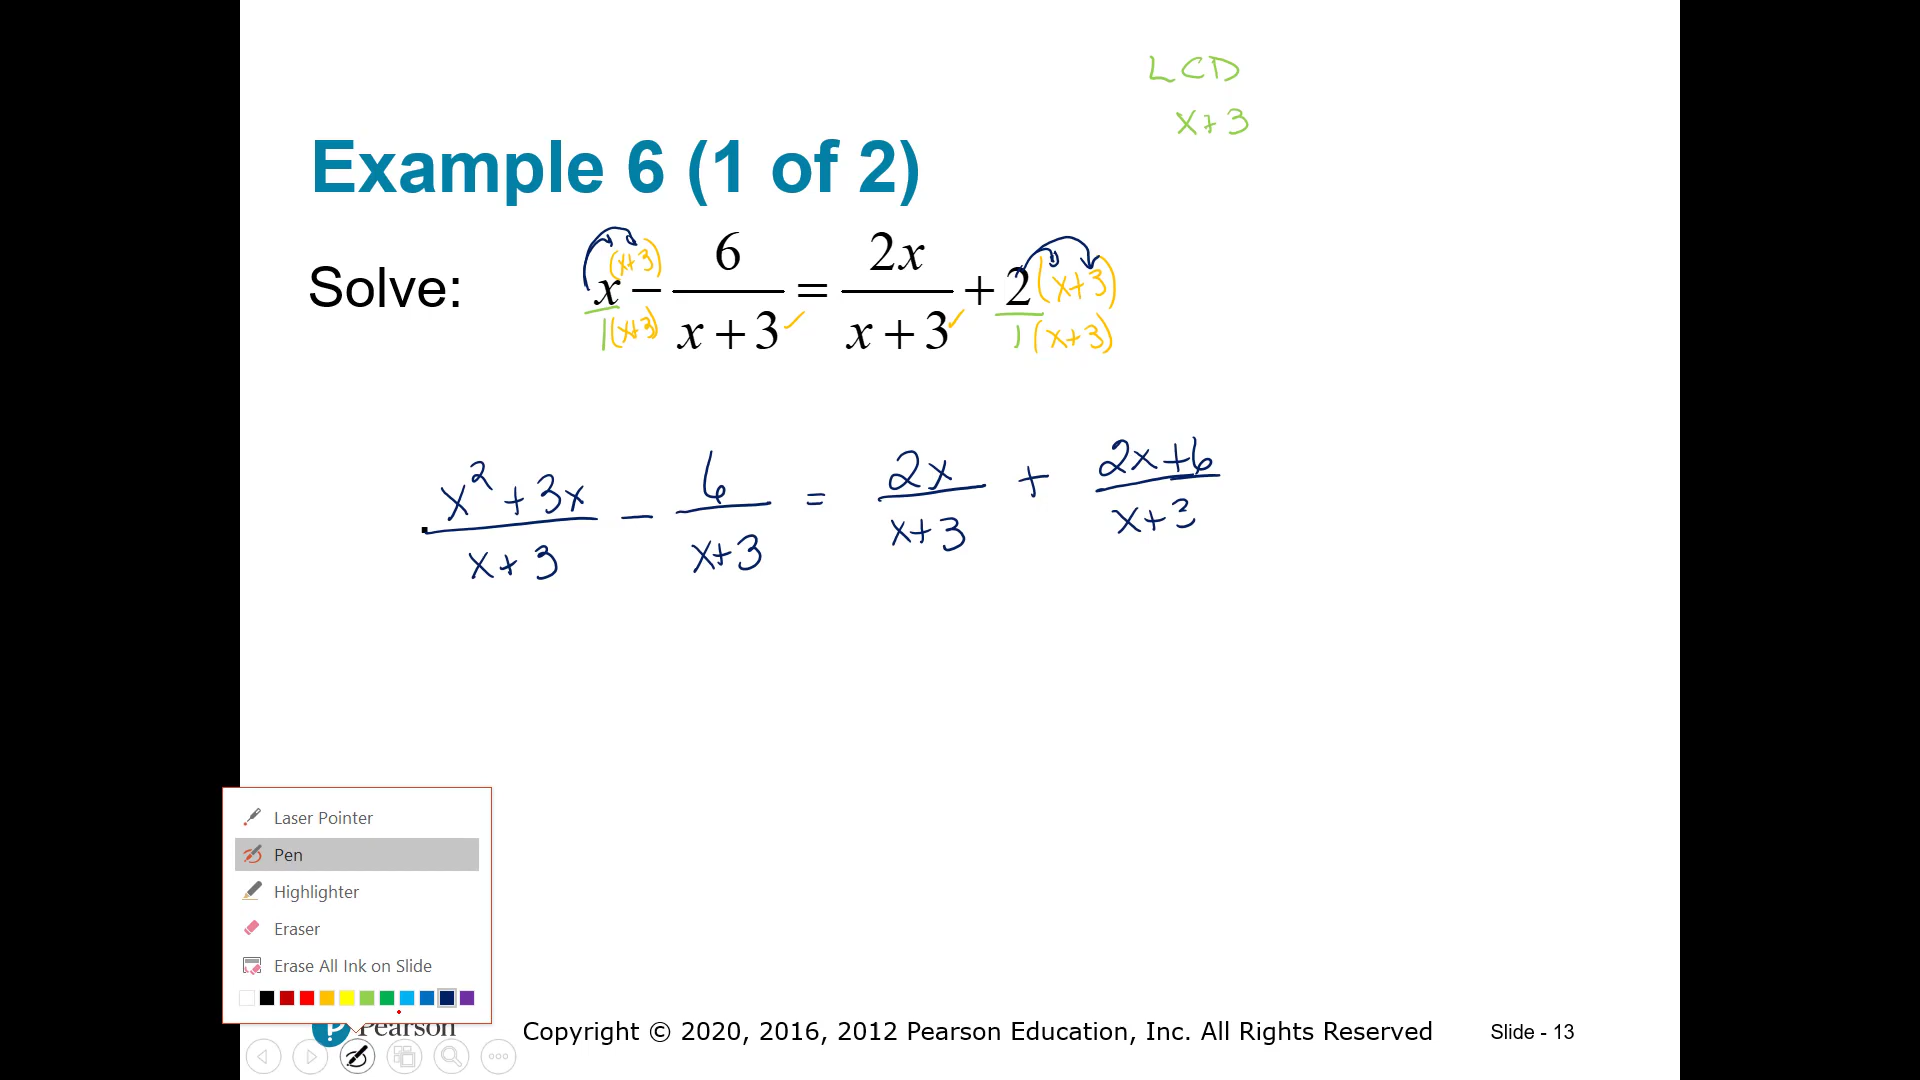 LCD
x+3
Example 6 (1 of 2)
Solve: x(x+3)/1(x+3) − 6/x+3 ✓ = 2x/x+3 ✓ + 2(x+3)/1(x+3)
x²+3x/x+3 − 6/x+3 = 2x/x+3 + 2x+6/x+3
Laser Pointer
Pen
Highlighter
Eraser
Erase All Ink on Slide
Pearson
Copyright © 2020, 2016, 2012 Pearson Education, Inc. All Rights Reserved
Slide - 13